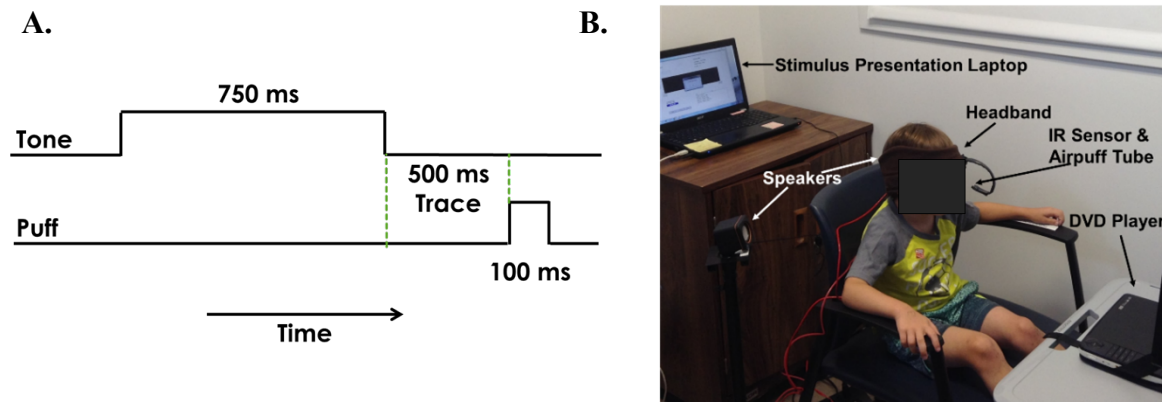 A.
750 ms
Tone
500 ms
Trace
Puff
100 ms
Time
B.
Stimulus Presentation Laptop
Headband
IR Sensor &
Airpuff Tube
Speakers
DVD Player